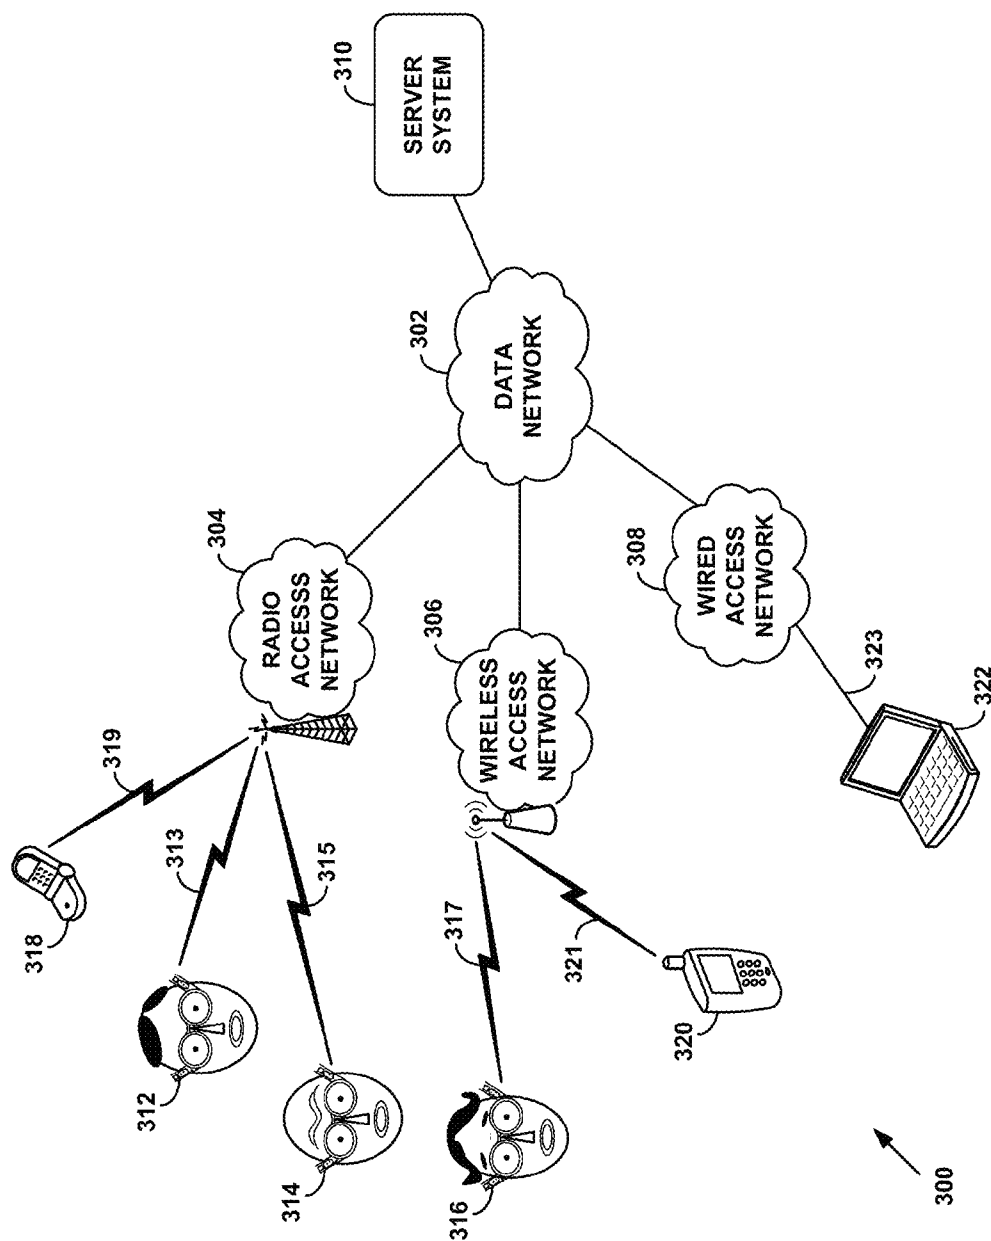 310
SERVER
SYSTEM
302
DATA
NETWORK
304
RADIO
ACCESSS
NETWORK
306
WIRELESS
ACCESS
NETWORK
308
WIRED
ACCESS
NETWORK
319
313
315
317
321
323
318
312
314
316
320
322
300